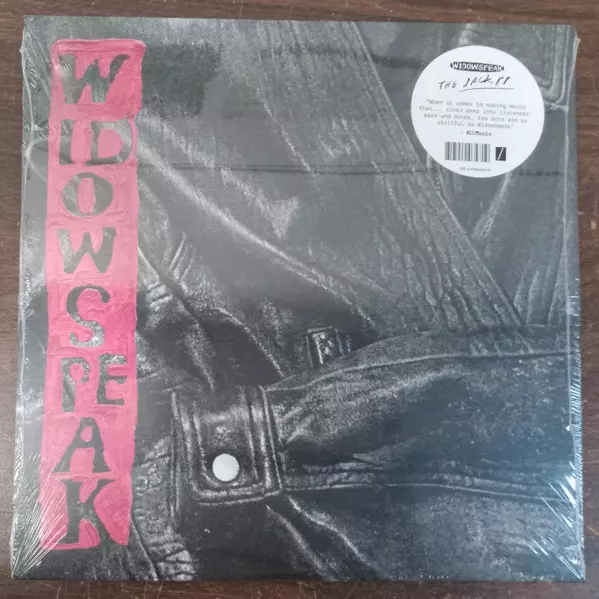 WIDOWSPEAK
WIDOWSPEAK
THE JACKET
"When it comes to making music
that... sinks deep into listeners'
ears and minds, few acts are as
skillful as Widowspeak"
- AllMusic